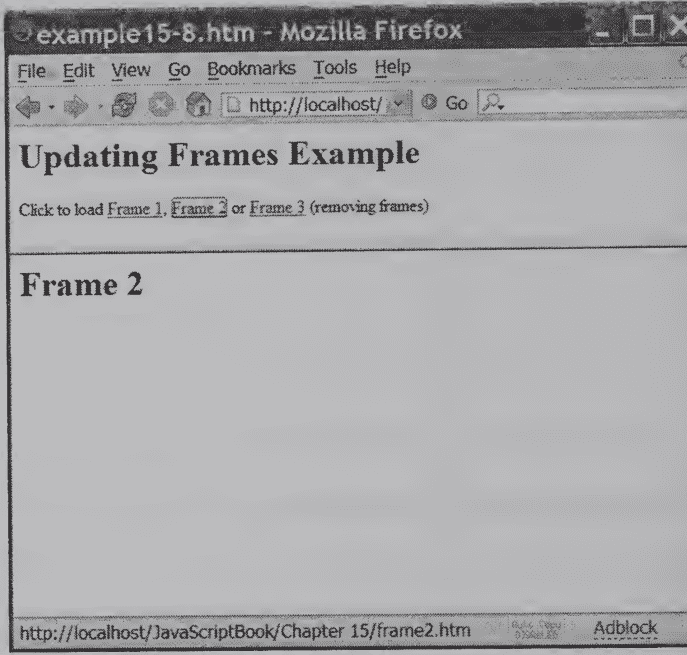 example15-8.htm - Mozilla Firefox
File Edit View Go Bookmarks Tools Help
http://localhost/ Go
Updating Frames Example
Click to load Frame 1, Frame 2 or Frame 3 (removing frames)
Frame 2
http://localhost/JavaScriptBook/Chapter 15/frame2.htm Adblock